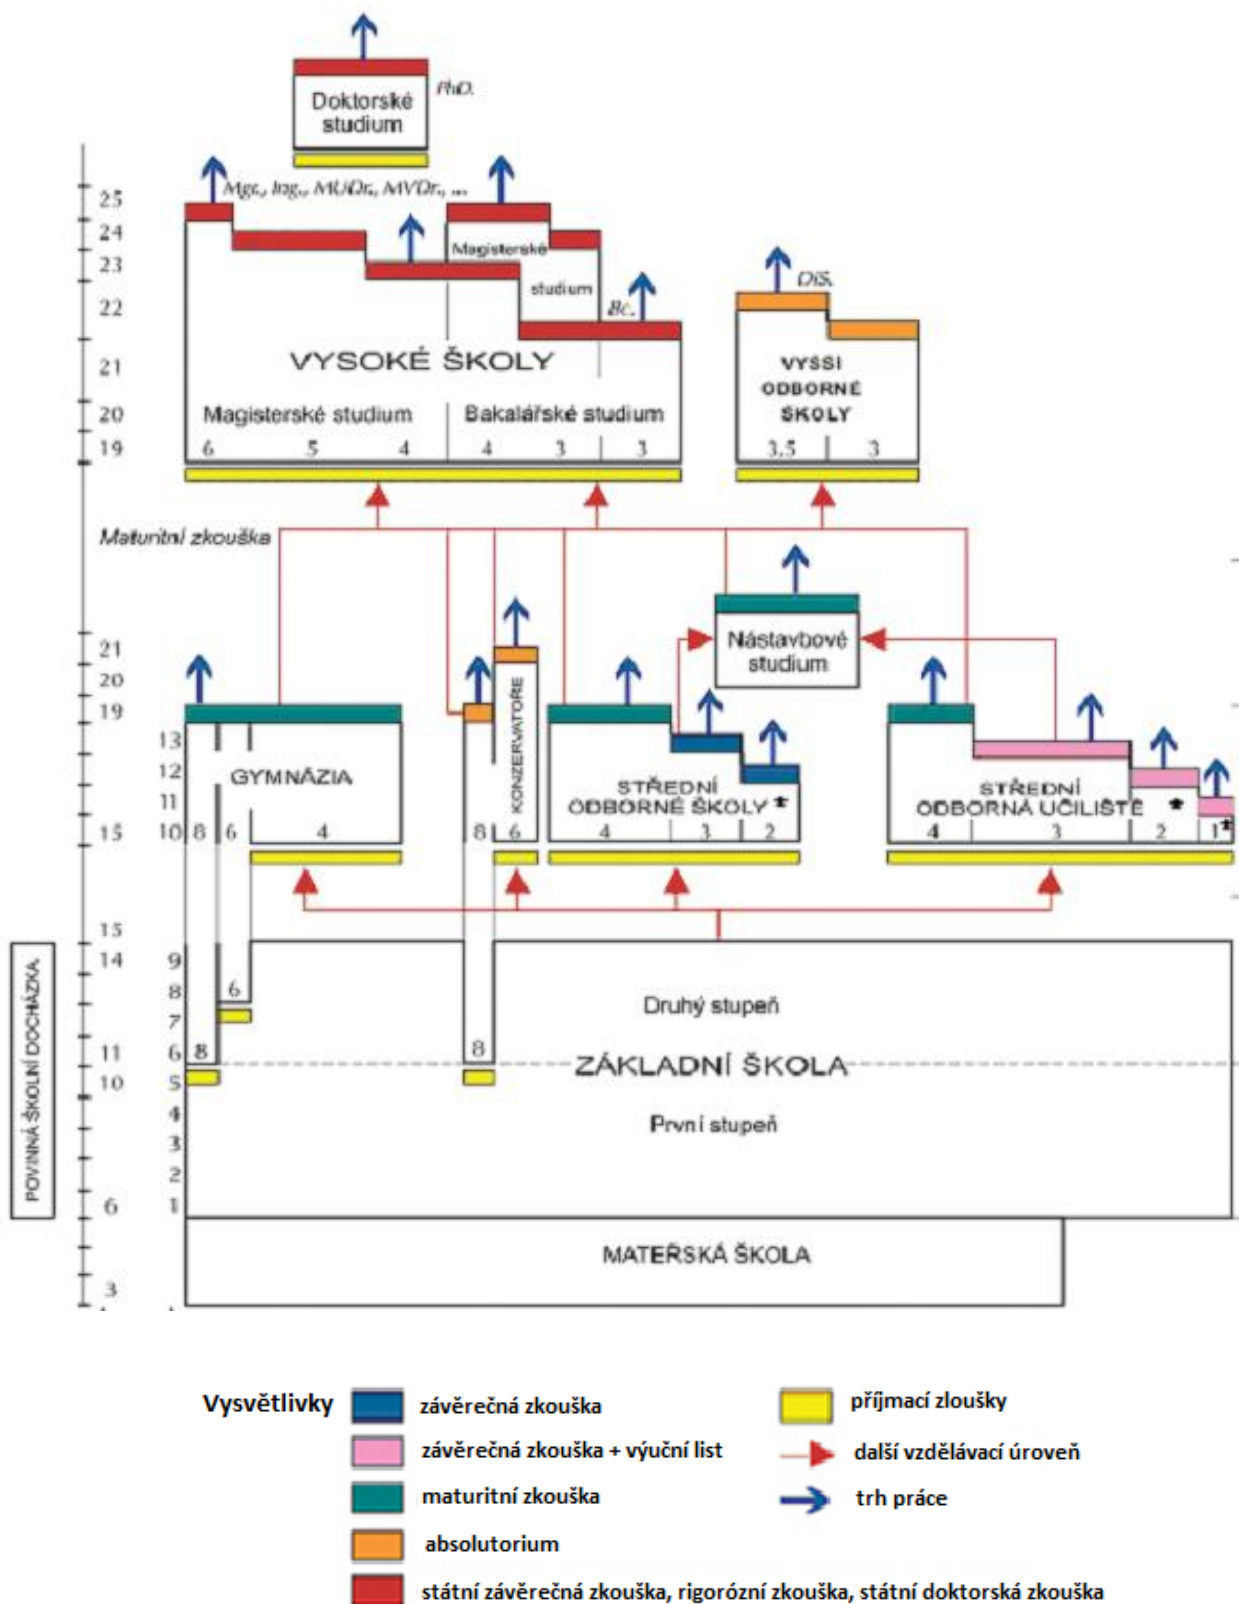 PhD.
Doktorské
studium
Mgr., Ing., MUDr., MVDr., ...
25
24
23
22
21
20
19
Magisterské
studium
Bc.
VYSOKÉ ŠKOLY
Magisterské studium
Bakalářské studium
6 5 4 4 3 3
DiS.
VYŠŠÍ
ODBORNÉ
ŠKOLY
3,5 3
Maturitní zkouška
Nástavbové
studium
21
20
19
15
13
12
11
10
GYMNÁZIA
8 6 4
KONZERVATOŘE
8 6
STŘEDNÍ
ODBORNÉ ŠKOLY
4 3 2
STŘEDNÍ
ODBORNÁ UČILIŠTĚ
4 3 2 1
POVINNÁ ŠKOLNÍ DOCHÁZKA
15
14
11
10
6
3
9
8
7
6
5
4
3
2
1
6
8
8
Druhý stupeň
ZÁKLADNÍ ŠKOLA
První stupeň
MATEŘSKÁ ŠKOLA
Vysvětlivky
závěrečná zkouška
závěrečná zkouška + výuční list
maturitní zkouška
absolutorium
státní závěrečná zkouška, rigorózní zkouška, státní doktorská zkouška
příjmací zloušky
další vzdělávací úroveň
trh práce